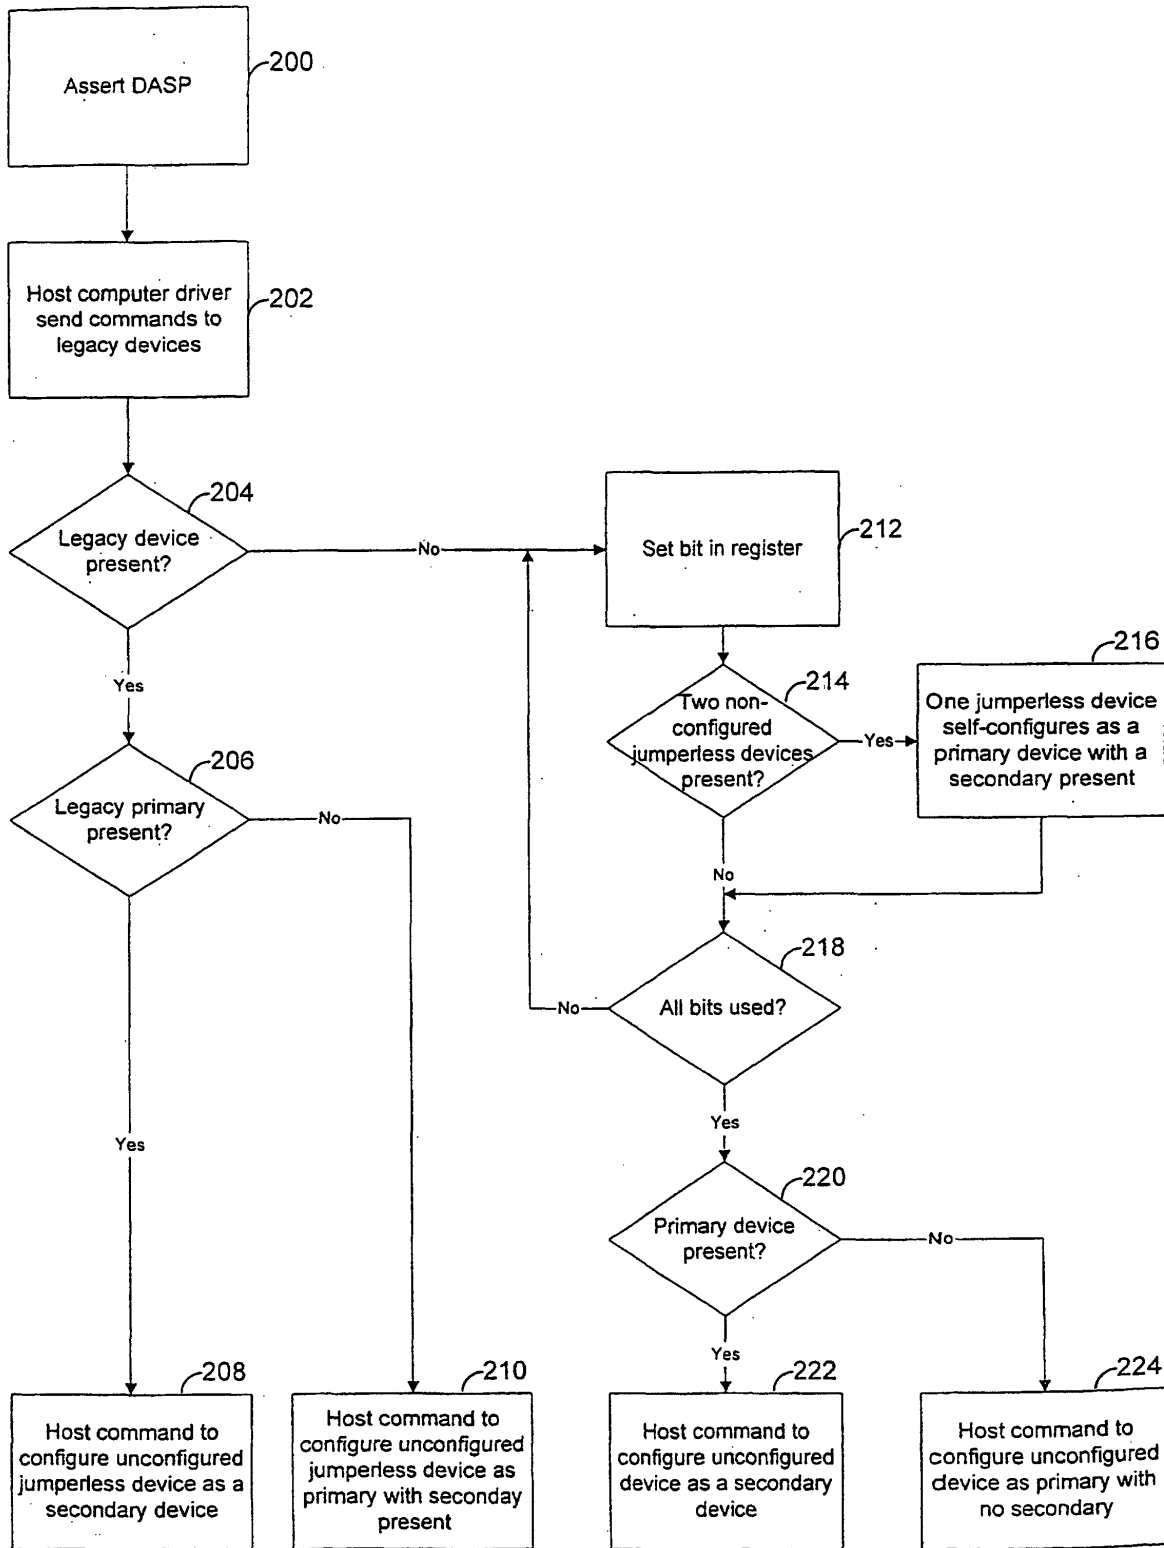 Assert DASP
200
Host computer driver
send commands to
legacy devices
202
Legacy device
present?
204
No
Set bit in register
212
Yes
Two non-
configured
jumperless devices
present?
214
Yes
One jumperless device
self-configures as a
primary device with a
secondary present
216
Legacy primary
present?
206
No
No
All bits used?
218
No
Yes
Yes
Primary device
present?
220
No
Yes
Host command to
configure unconfigured
jumperless device as a
secondary device
208
Host command to
configure unconfigured
jumperless device as
primary with seconday
present
210
Host command to
configure unconfigured
device as a secondary
device
222
Host command to
configure unconfigured
device as primary with
no secondary
224